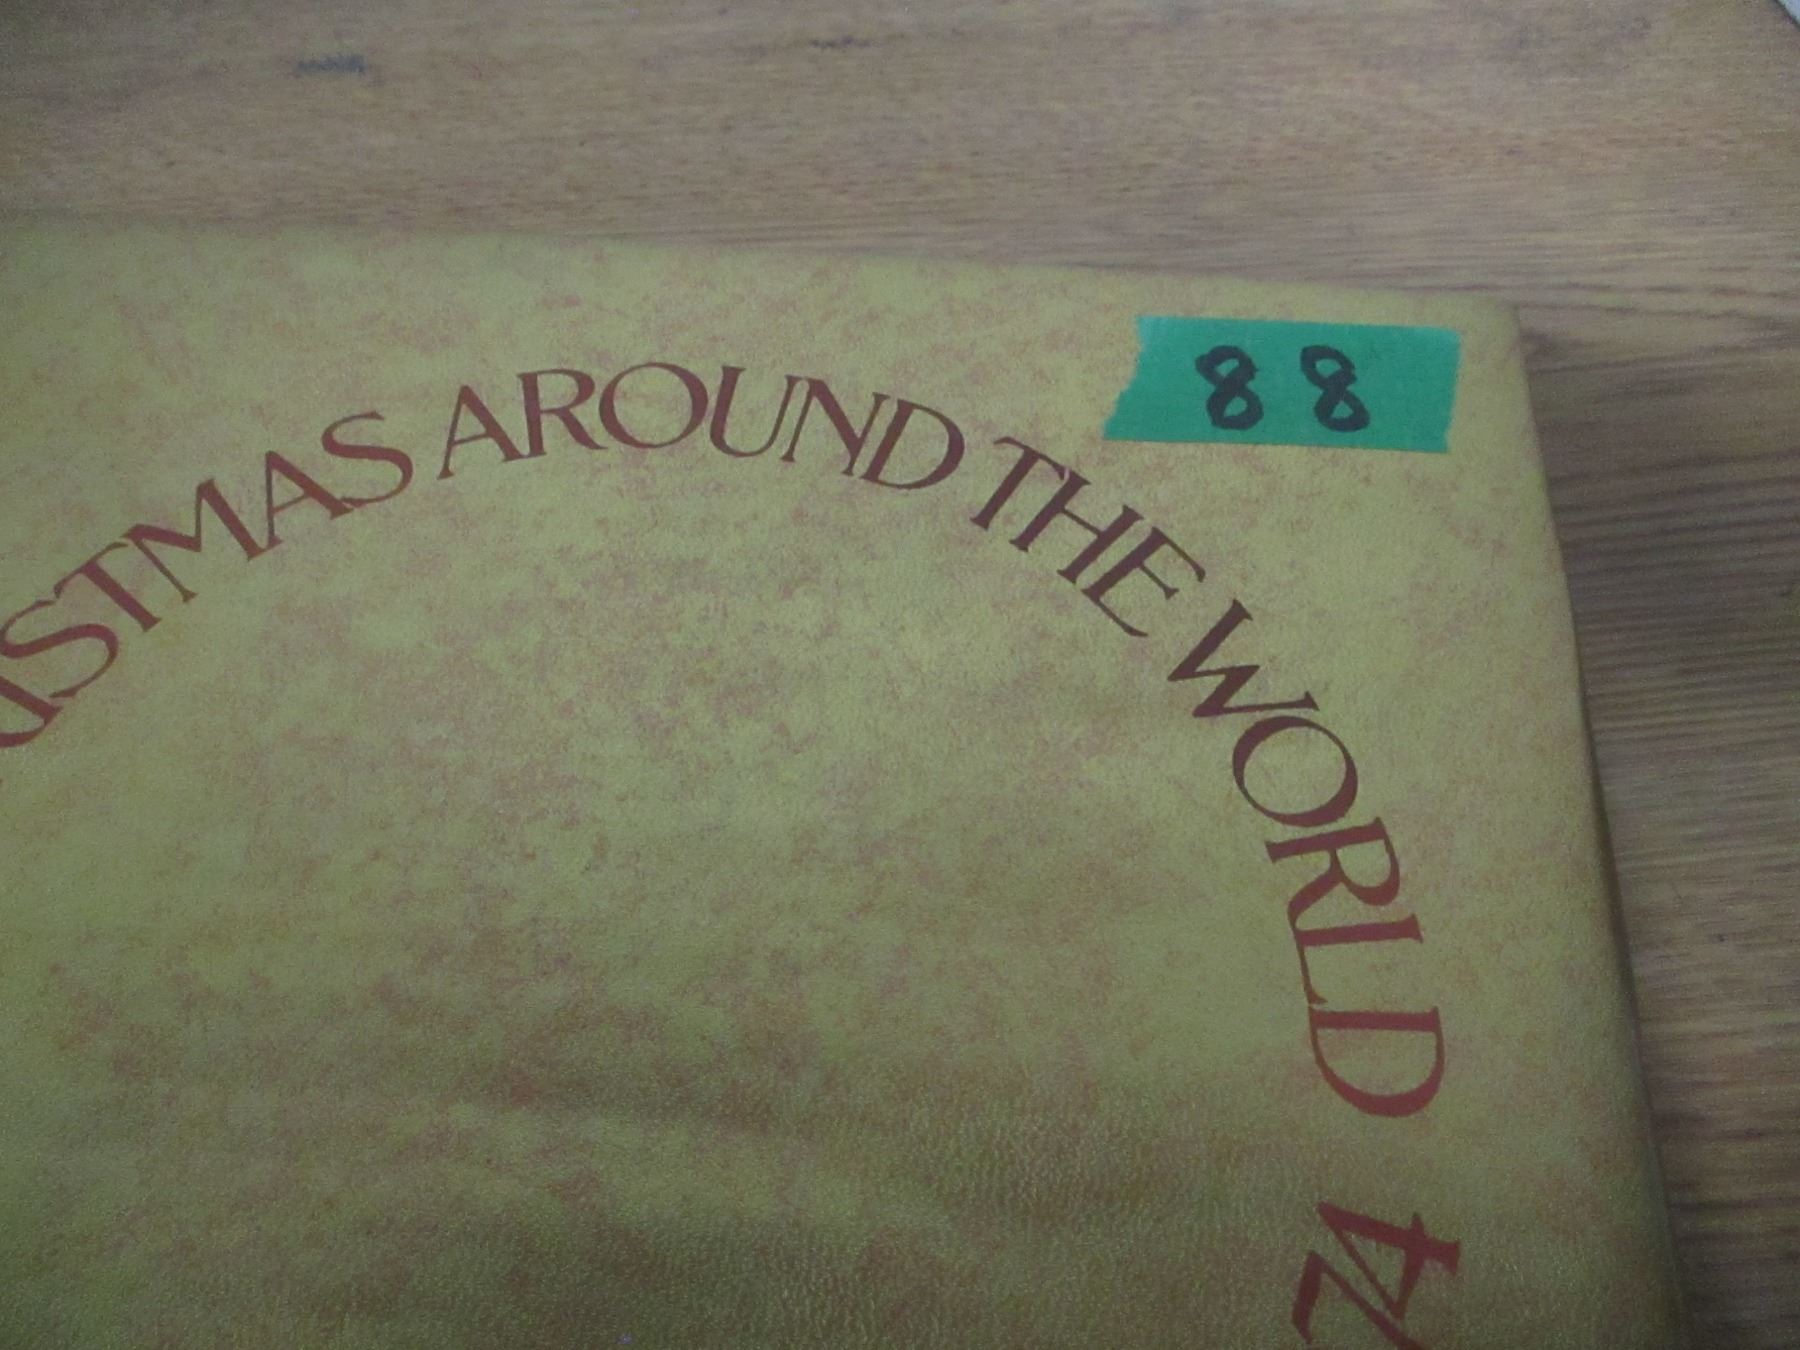 88
ISTMAS AROUND THE WORLD